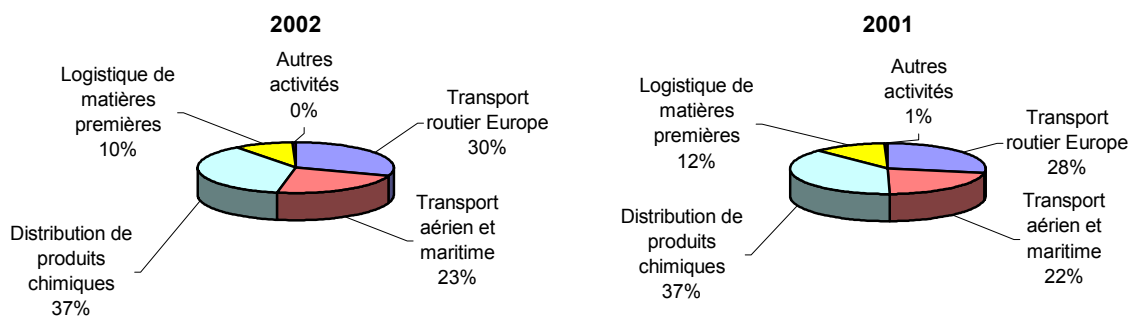 2002
Autres
activités
0%
Logistique de
matières
premières
10%
Transport
routier Europe
30%
Transport
aérien et
maritime
23%
Distribution de
produits
chimiques
37%
2001
Autres
activités
1%
Logistique de
matières
premières
12%
Transport
routier Europe
28%
Transport
aérien et
maritime
22%
Distribution de
produits
chimiques
37%